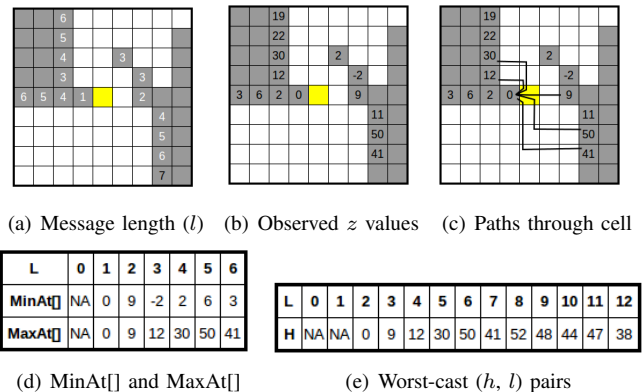 6
5
4 3
3 3
6 5 4 1 2
4
5
6
7
(a) Message length (l)
19
22
30 2
12 -2
3 6 2 0 9
11
50
41
(b) Observed z values
19
22
30 2
12 -2
3 6 2 0 9
11
50
41
(c) Paths through cell
L 0 1 2 3 4 5 6
MinAt[] NA 0 9 -2 2 6 3
MaxAt[] NA 0 9 12 30 50 41
(d) MinAt[] and MaxAt[]
L 0 1 2 3 4 5 6 7 8 9 10 11 12
H NA NA 0 9 12 30 50 41 52 48 44 47 38
(e) Worst-cast (h, l) pairs